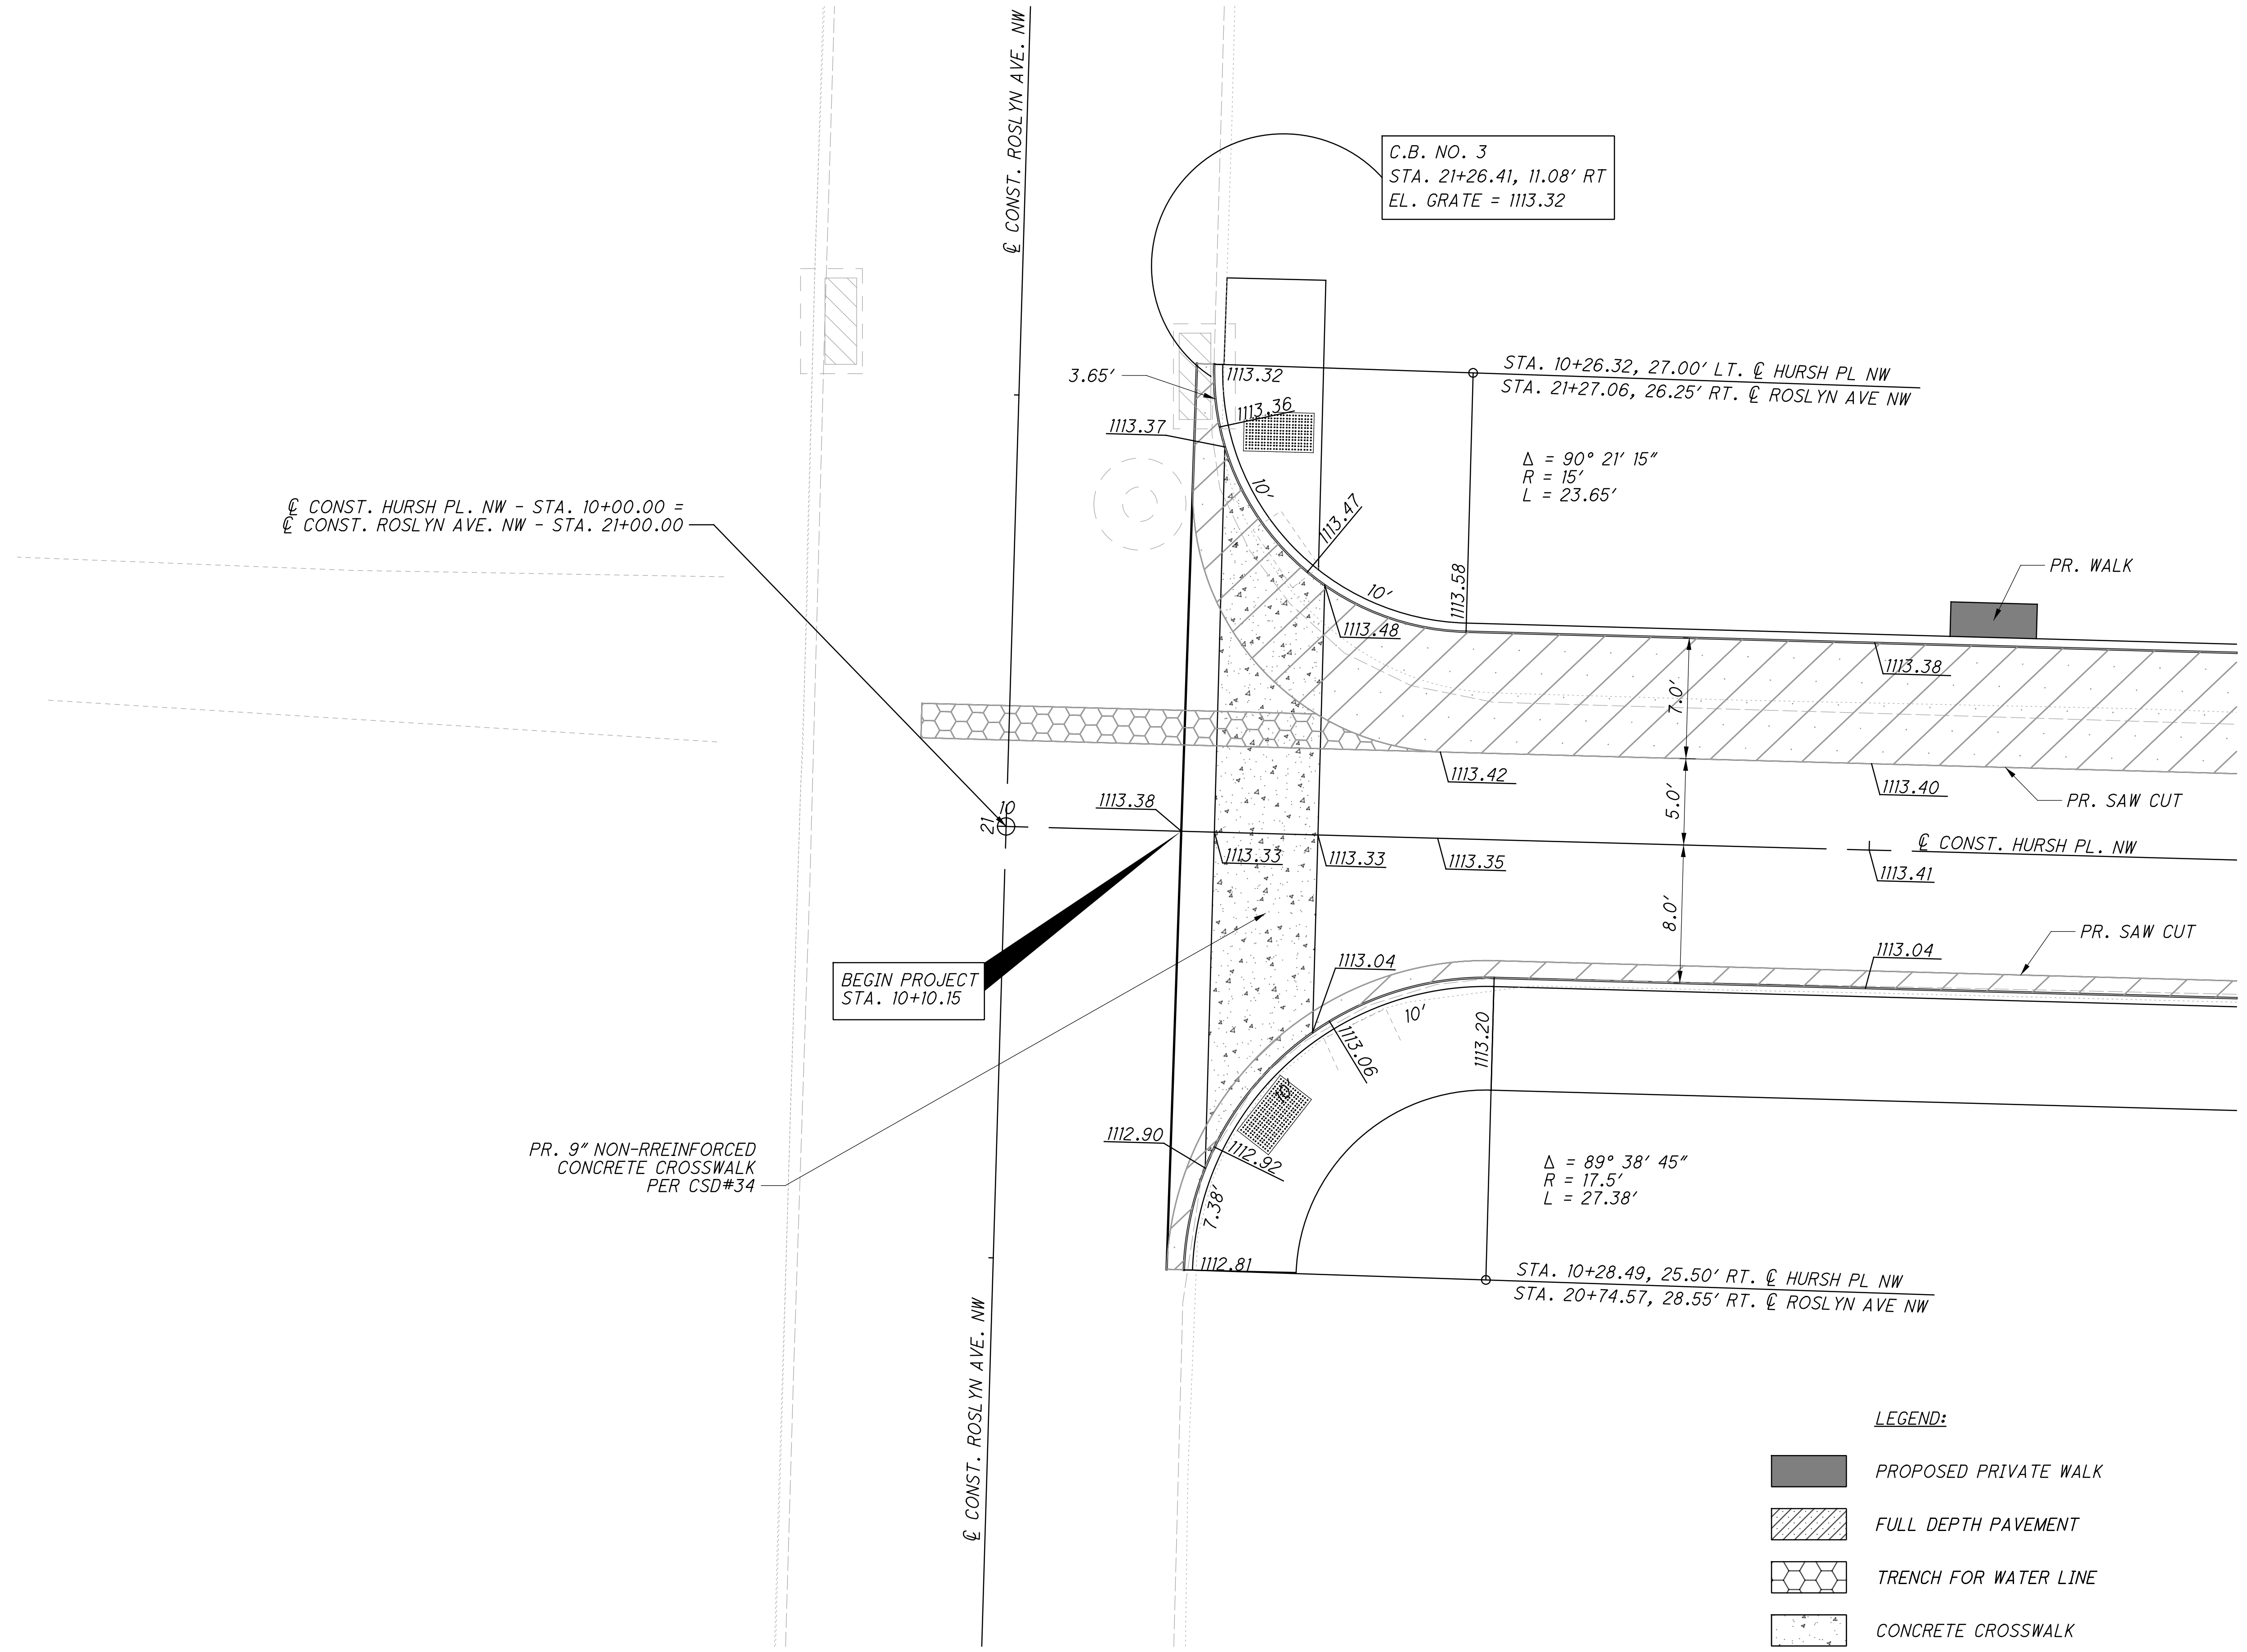 ℄ CONST. ROSLYN AVE. NW
C.B. NO. 3
STA. 21+26.41, 11.08' RT
EL. GRATE = 1113.32
3.65'
1113.32
STA. 10+26.32, 27.00' LT. ℄ HURSH PL NW
STA. 21+27.06, 26.25' RT. ℄ ROSLYN AVE NW
1113.36
1113.37
Δ = 90° 21' 15"
R = 15'
L = 23.65'
10'
1113.47
℄ CONST. HURSH PL. NW - STA. 10+00.00 =
℄ CONST. ROSLYN AVE. NW - STA. 21+00.00
10'
1113.58
PR. WALK
1113.48
1113.38
7.0'
1113.42
1113.40
PR. SAW CUT
5.0'
10
21
1113.38
1113.33
1113.33
1113.35
℄ CONST. HURSH PL. NW
1113.41
8.0'
PR. SAW CUT
1113.04
1113.04
BEGIN PROJECT
STA. 10+10.15
10'
1113.20
1113.06
10'
PR. 9" NON-RREINFORCED
CONCRETE CROSSWALK
PER CSD#34
1112.90
1112.92
7.38'
Δ = 89° 38' 45"
R = 17.5'
L = 27.38'
1112.81
STA. 10+28.49, 25.50' RT. ℄ HURSH PL NW
STA. 20+74.57, 28.55' RT. ℄ ROSLYN AVE NW
℄ CONST. ROSLYN AVE. NW
LEGEND:
PROPOSED PRIVATE WALK
FULL DEPTH PAVEMENT
TRENCH FOR WATER LINE
CONCRETE CROSSWALK